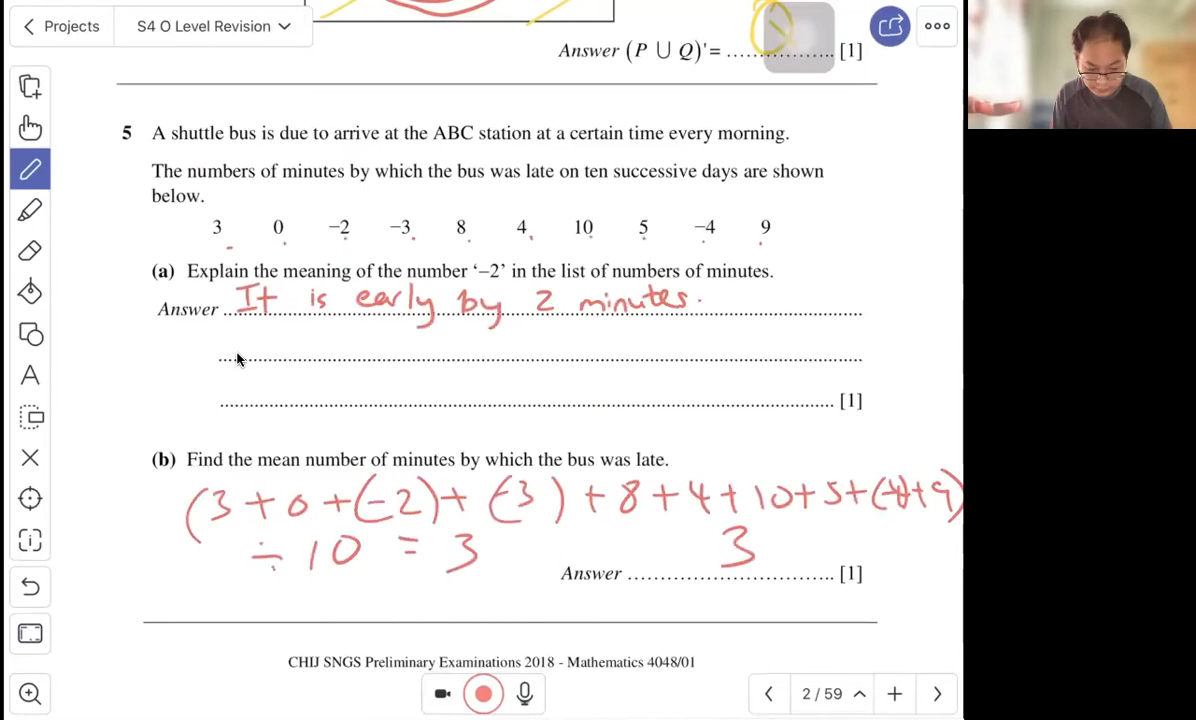 Projects
S4 O Level Revision
Answer (P ∪ Q)'= ................. [1]
5 A shuttle bus is due to arrive at the ABC station at a certain time every morning.
The numbers of minutes by which the bus was late on ten successive days are shown
below.
3 0 −2 −3 8 4 10 5 −4 9
(a) Explain the meaning of the number ‘−2’ in the list of numbers of minutes.
Answer It is early by 2 minutes.
[1]
(b) Find the mean number of minutes by which the bus was late.
(3 + 0 + (-2) + (-3) + 8 + 4 + 10 + 5 + (-4) + 9)
÷ 10 = 3
3
Answer ................................. [1]
CHIJ SNGS Preliminary Examinations 2018 - Mathematics 4048/01
2 / 59